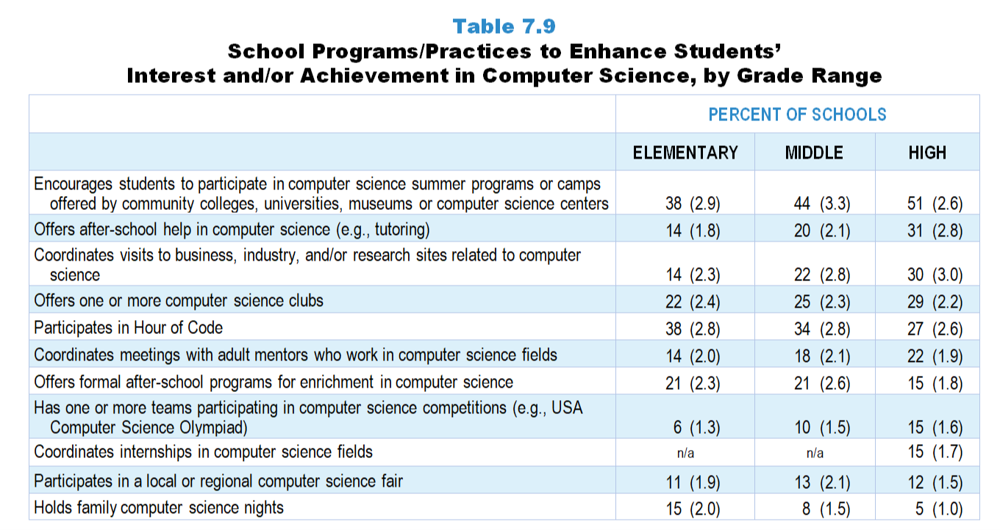 Table 7.9
School Programs/Practices to Enhance Students’
Interest and/or Achievement in Computer Science, by Grade Range
PERCENT OF SCHOOLS
ELEMENTARY MIDDLE HIGH
Encourages students to participate in computer science summer programs or camps
offered by community colleges, universities, museums or computer science centers 38 (2.9) 44 (3.3) 51 (2.6)
Offers after-school help in computer science (e.g., tutoring) 14 (1.8) 20 (2.1) 31 (2.8)
Coordinates visits to business, industry, and/or research sites related to computer
science 14 (2.3) 22 (2.8) 30 (3.0)
Offers one or more computer science clubs 22 (2.4) 25 (2.3) 29 (2.2)
Participates in Hour of Code 38 (2.8) 34 (2.8) 27 (2.6)
Coordinates meetings with adult mentors who work in computer science fields 14 (2.0) 18 (2.1) 22 (1.9)
Offers formal after-school programs for enrichment in computer science 21 (2.3) 21 (2.6) 15 (1.8)
Has one or more teams participating in computer science competitions (e.g., USA
Computer Science Olympiad) 6 (1.3) 10 (1.5) 15 (1.6)
Coordinates internships in computer science fields n/a n/a 15 (1.7)
Participates in a local or regional computer science fair 11 (1.9) 13 (2.1) 12 (1.5)
Holds family computer science nights 15 (2.0) 8 (1.5) 5 (1.0)